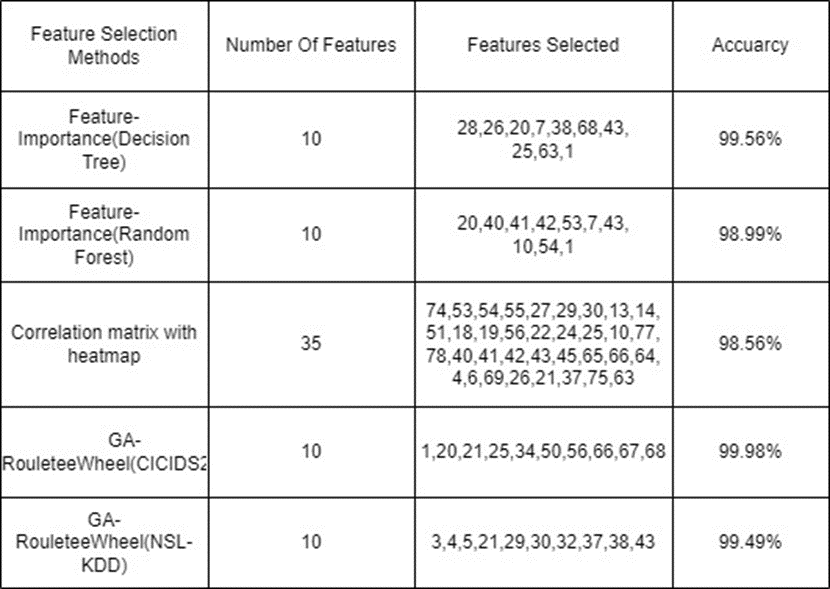 Feature Selection
Methods
Number Of Features
Features Selected
Accuarcy
Feature-
Importance(Decision
Tree)
10
28,26,20,7,38,68,43,
25,63,1
99.56%
Feature-
Importance(Random
Forest)
10
20,40,41,42,53,7,43,
10,54,1
98.99%
Correlation matrix with
heatmap
35
74,53,54,55,27,29,30,13,14,
51,18,19,56,22,24,25,10,77,
78,40,41,42,43,45,65,66,64,
4,6,69,26,21,37,75,63
98.56%
GA-
RouleteeWheel(CICIDS2
10
1,20,21,25,34,50,56,66,67,68
99.98%
GA-
RouleteeWheel(NSL-
KDD)
10
3,4,5,21,29,30,32,37,38,43
99.49%